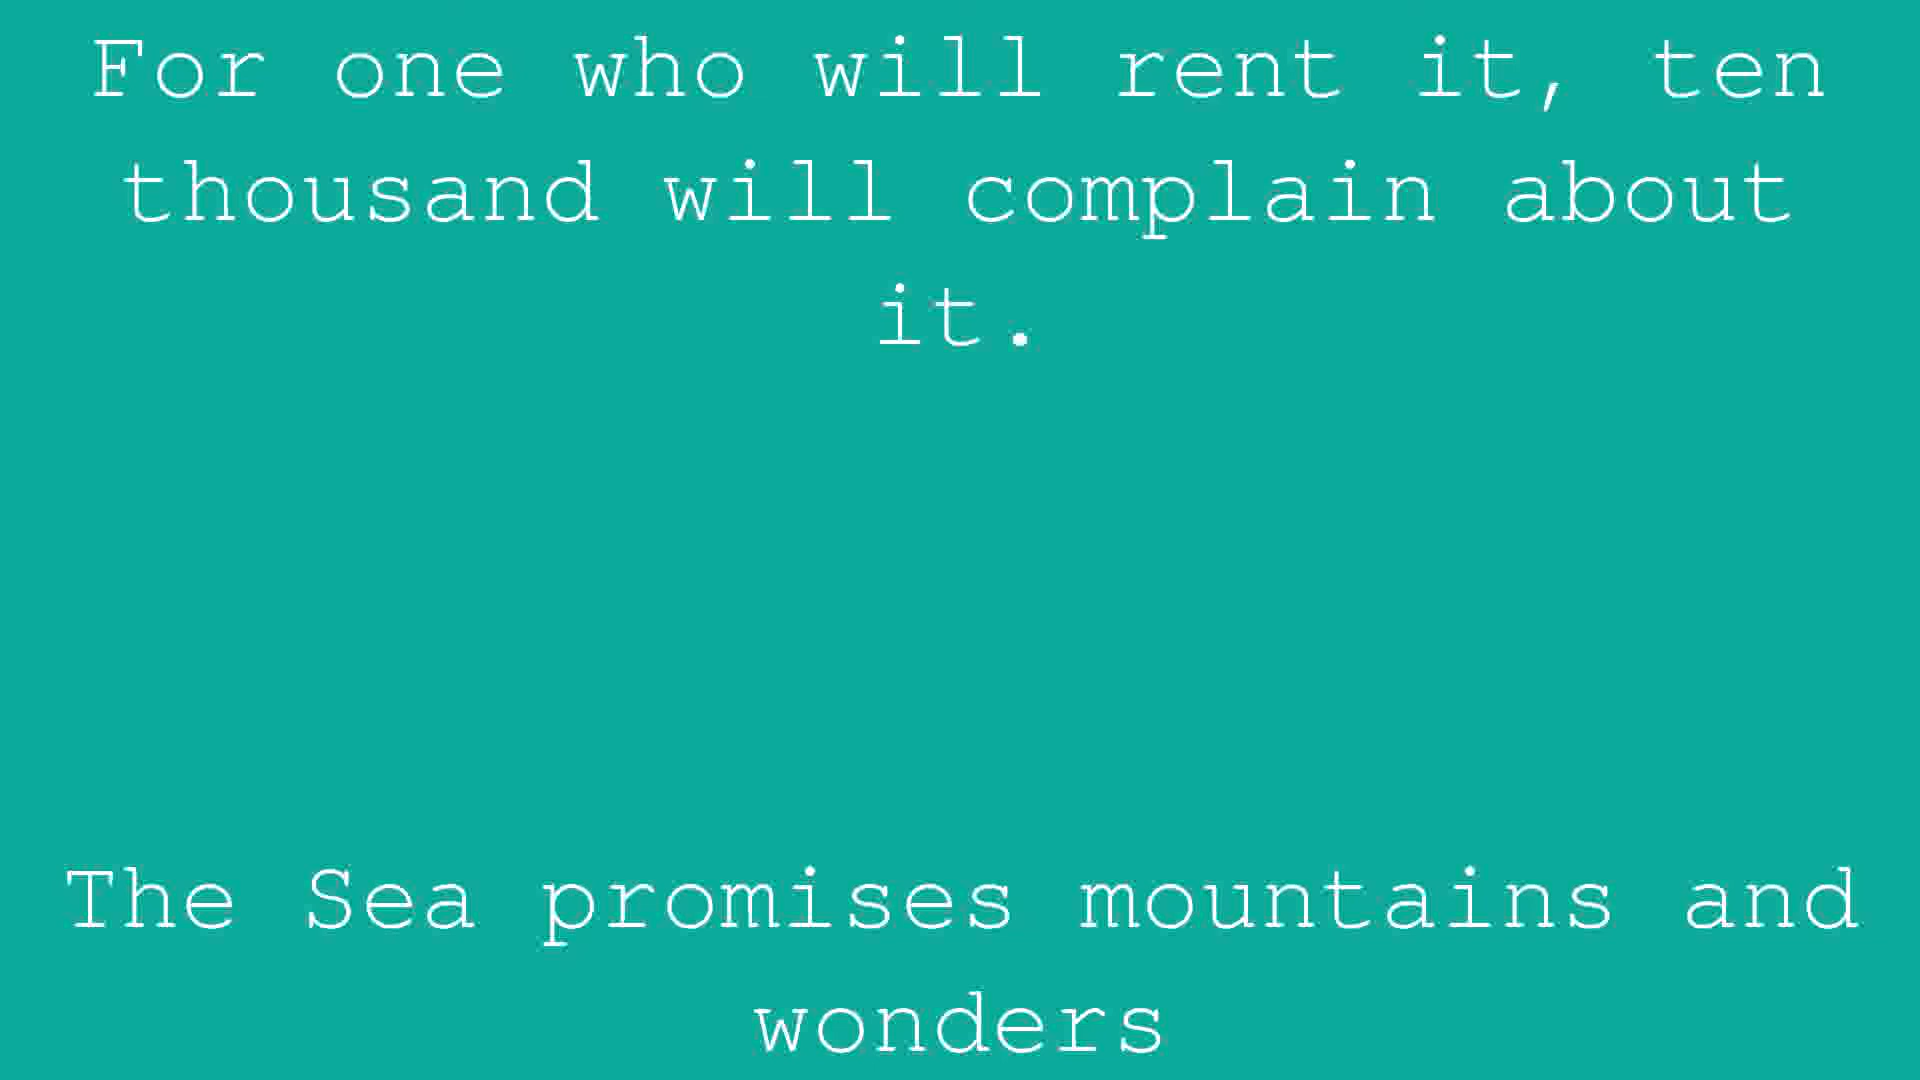 For one who will rent it, ten
thousand will complain about
it.
The Sea promises mountains and
wonders